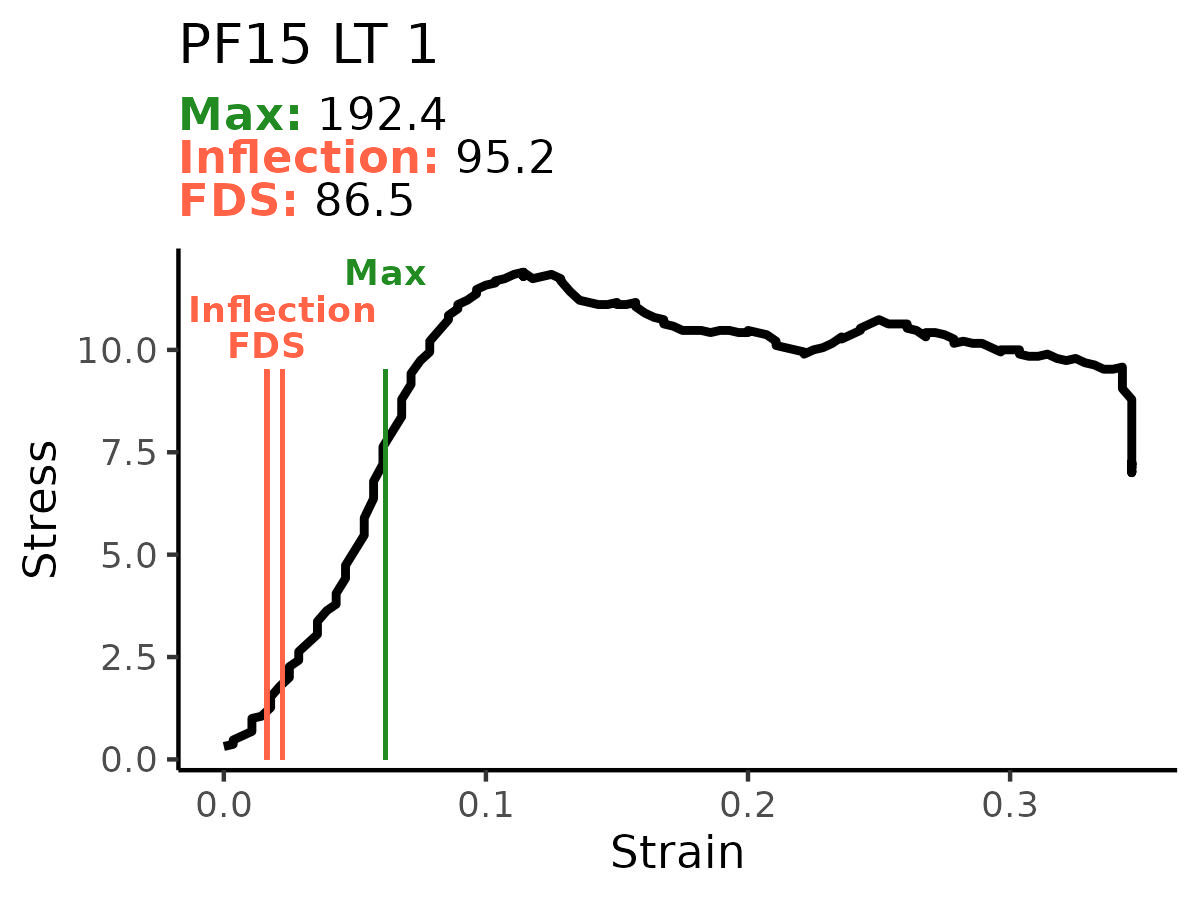 PF15 LT 1
Max: 192.4
Inflection: 95.2
FDS: 86.5
Max
Inflection
FDS
10.0
7.5
5.0
2.5
0.0
Stress
0.0 0.1 0.2 0.3
Strain